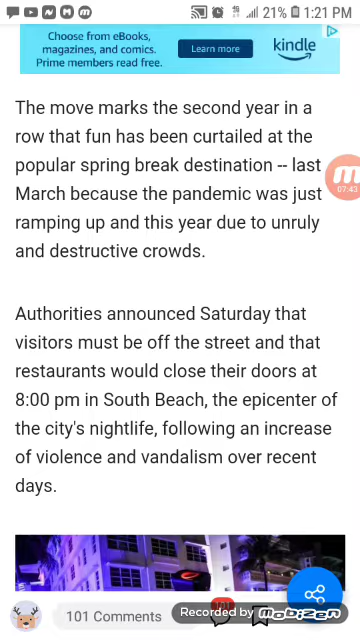 21% 1:21 PM
Choose from eBooks,
magazines, and comics.
Prime members read free.
Learn more
kindle
The move marks the second year in a
row that fun has been curtailed at the
popular spring break destination -- last
March because the pandemic was just
ramping up and this year due to unruly
and destructive crowds.
07:43
Authorities announced Saturday that
visitors must be off the street and that
restaurants would close their doors at
8:00 pm in South Beach, the epicenter of
the city's nightlife, following an increase
of violence and vandalism over recent
days.
101 Comments
Recorded by mobizen